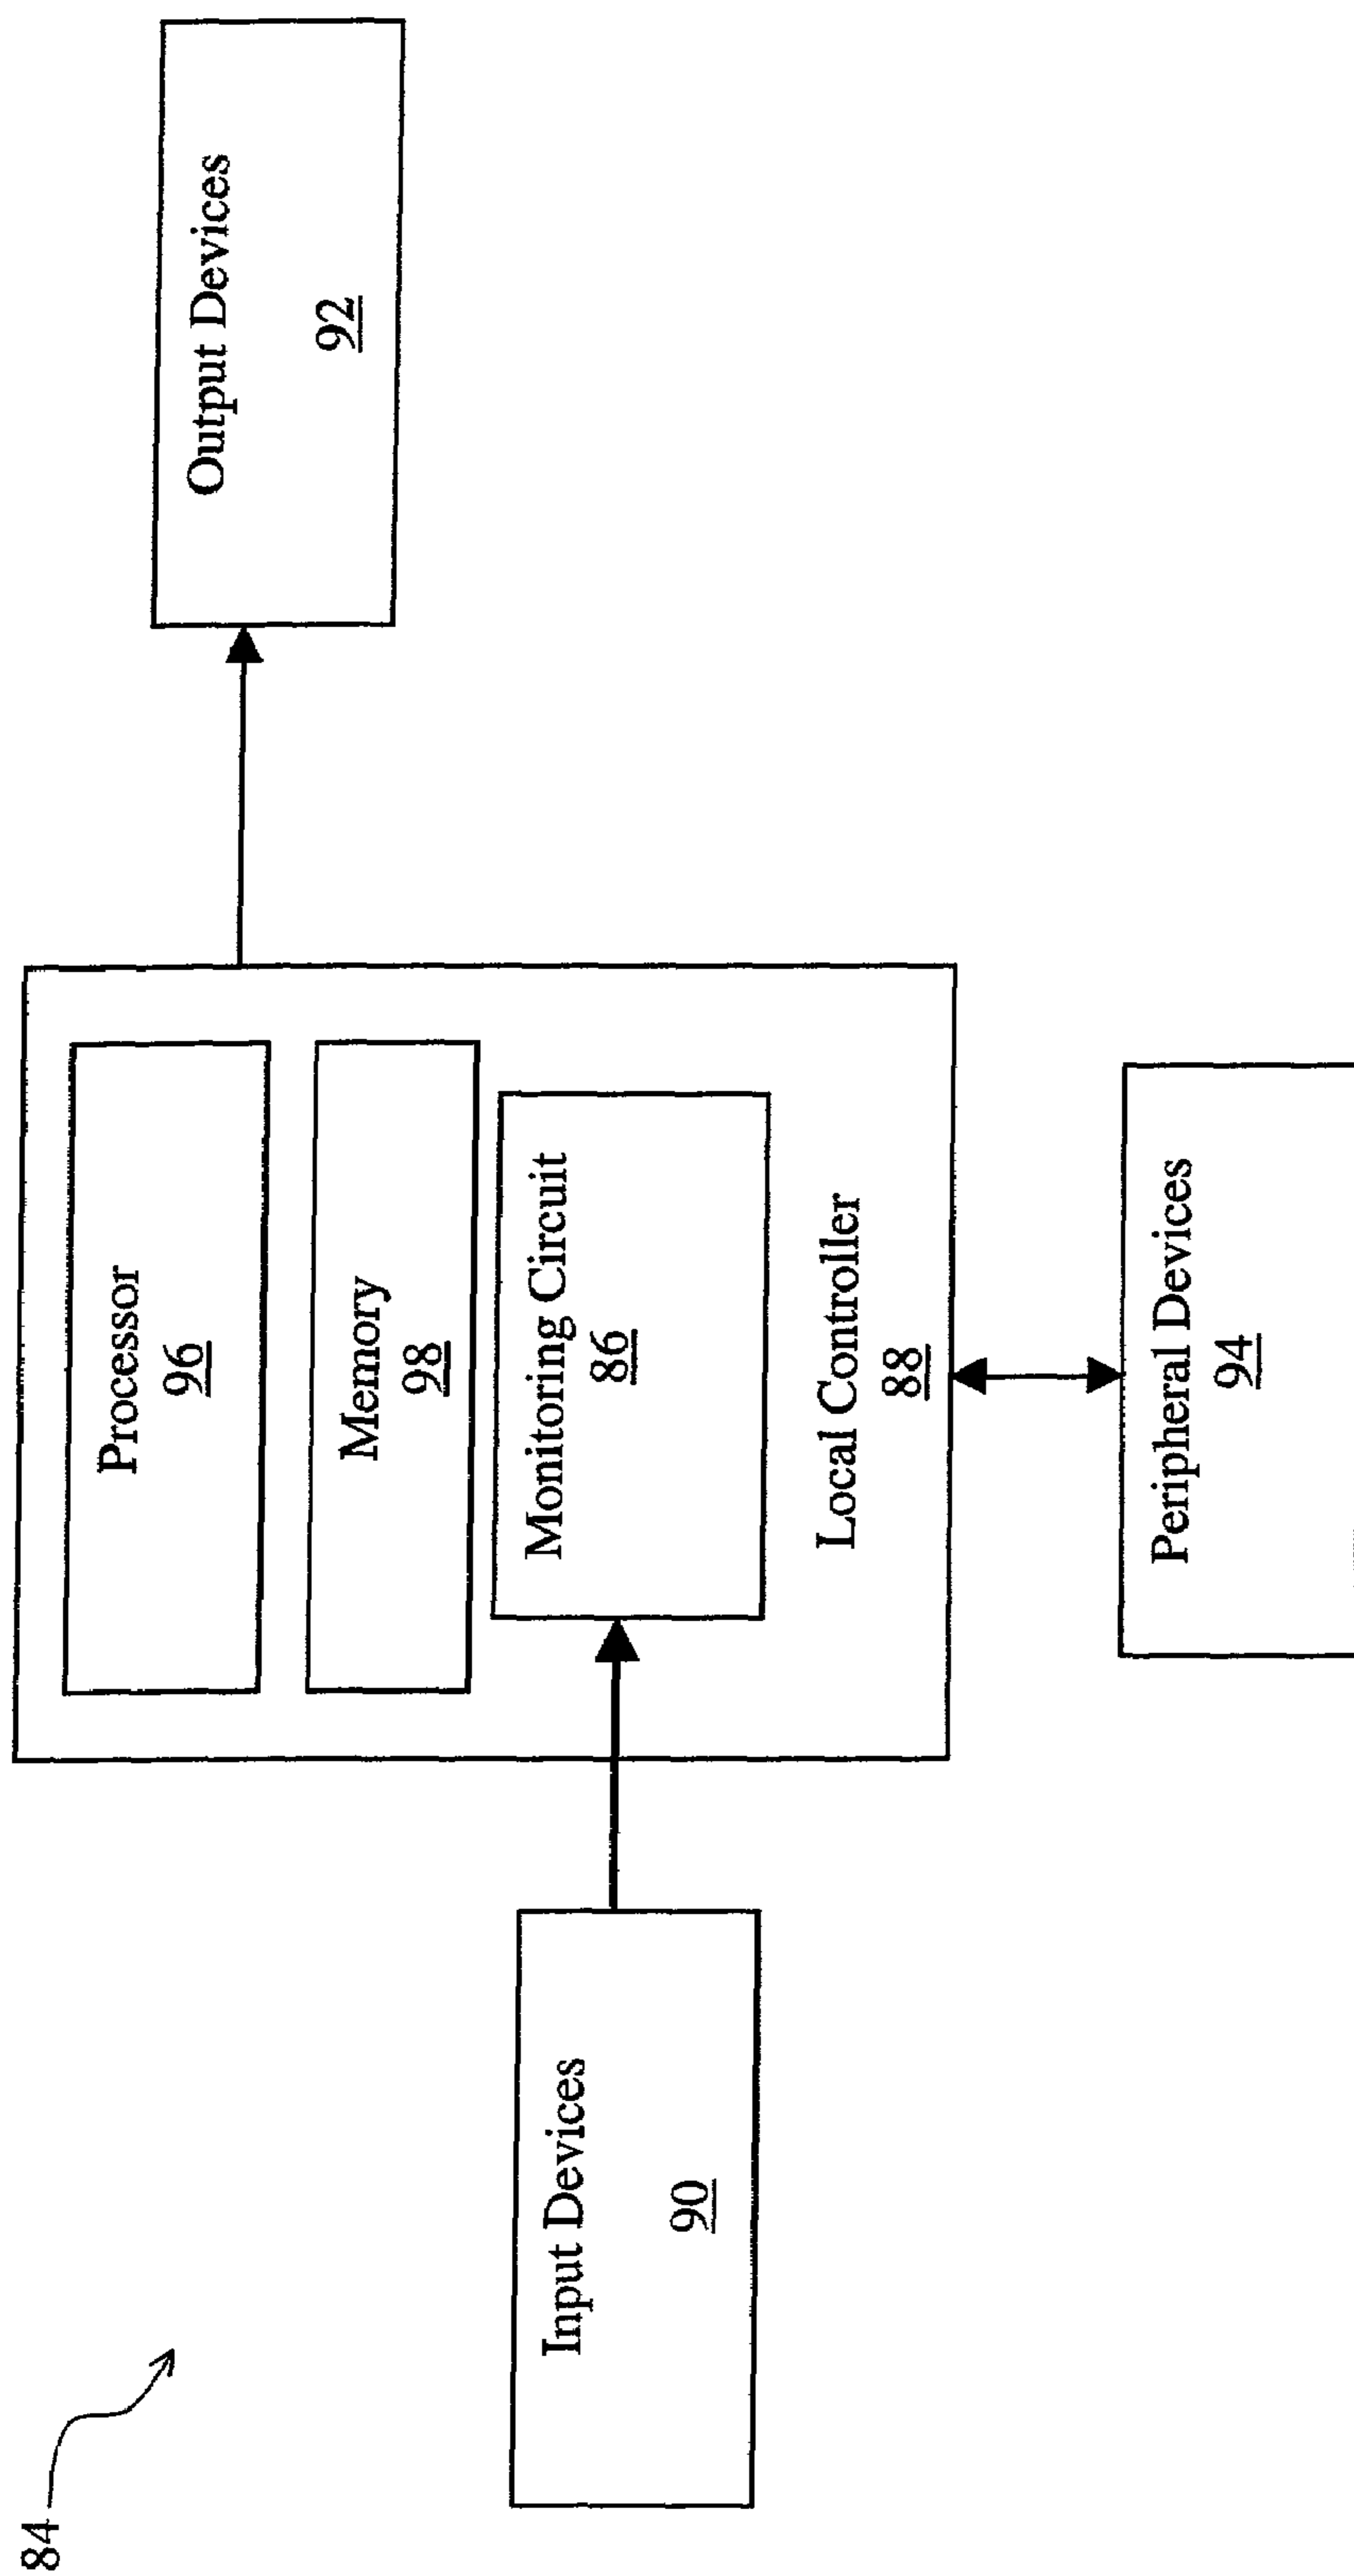 84
Input Devices
90
Processor
96
Memory
98
Monitoring Circuit
86
Local Controller
88
Output Devices
92
Peripheral Devices
94